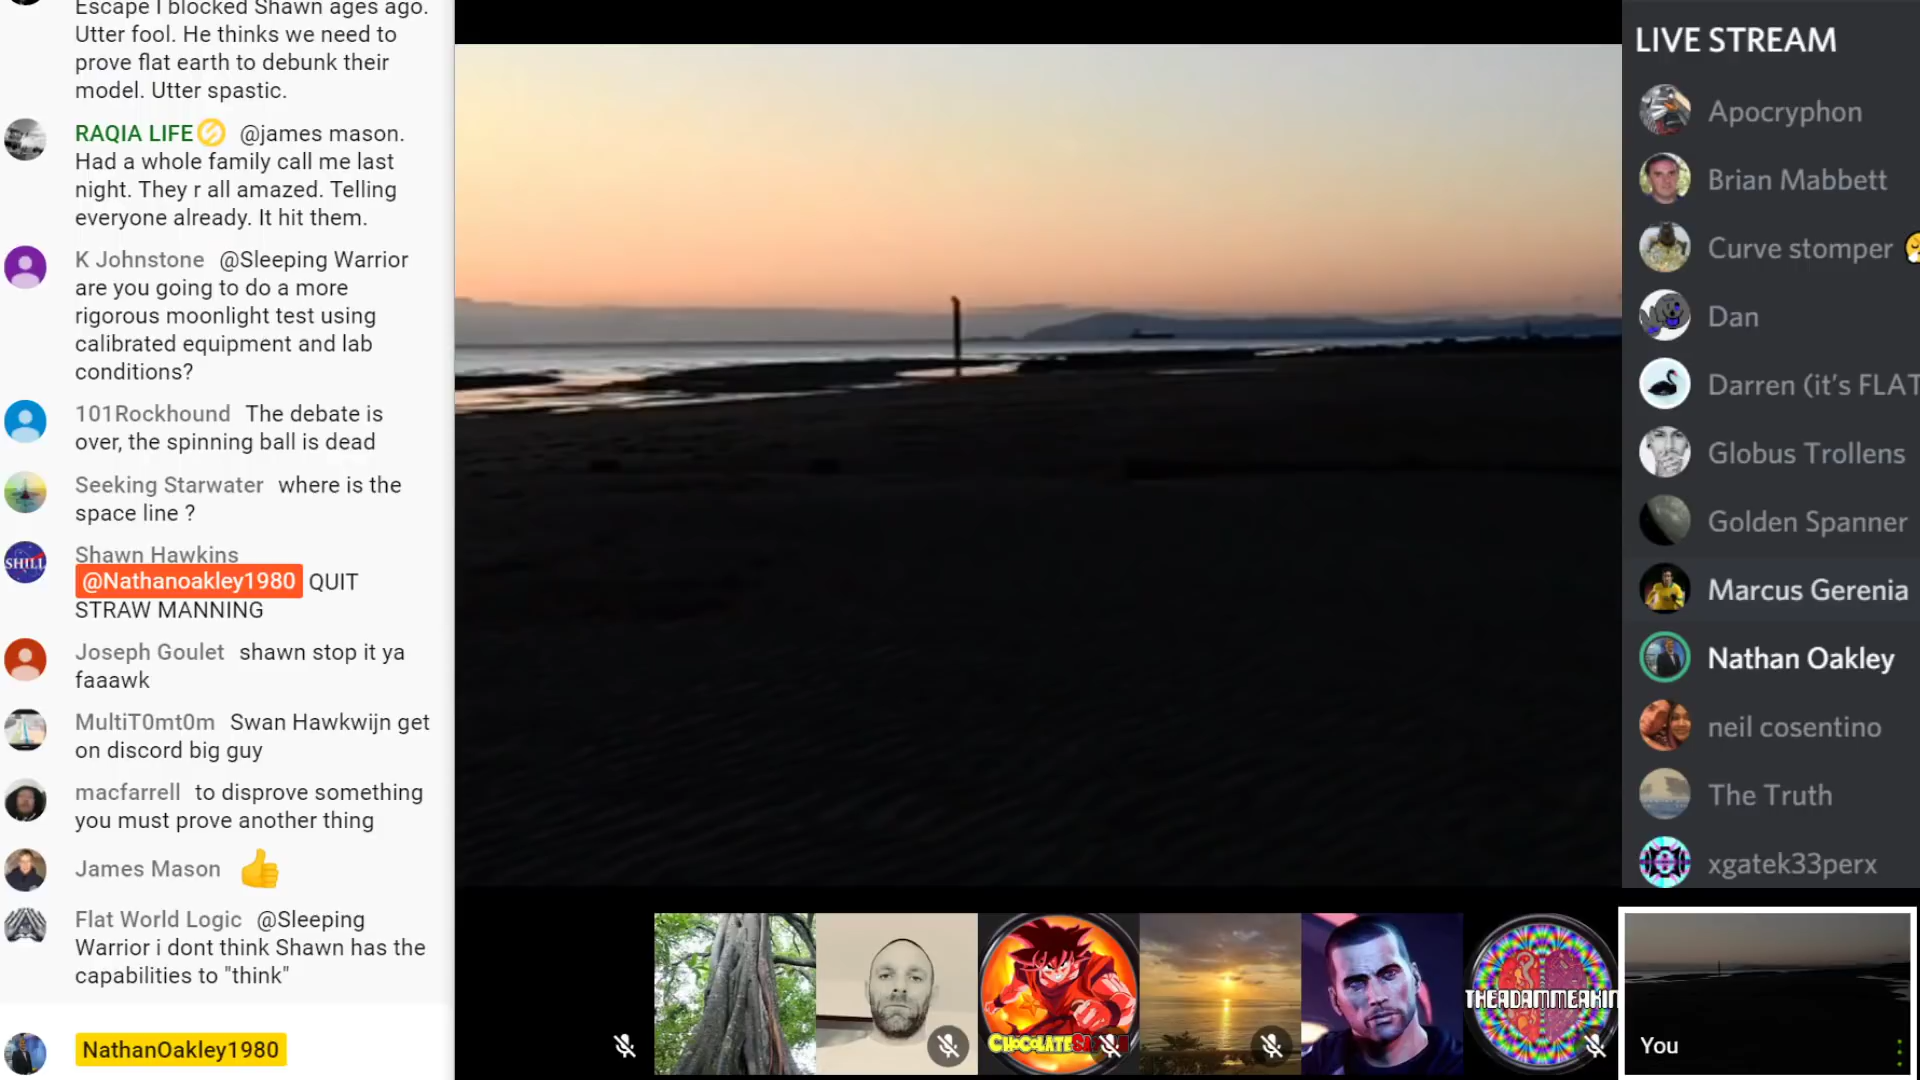 Escape I blocked Shawn ages ago.
Utter fool. He thinks we need to
prove flat earth to debunk their
model. Utter spastic.
RAQIA LIFE @james mason.
Had a whole family call me last
night. They r all amazed. Telling
everyone already. It hit them.
K Johnstone @Sleeping Warrior
are you going to do a more
rigorous moonlight test using
calibrated equipment and lab
conditions?
101Rockhound The debate is
over, the spinning ball is dead
Seeking Starwater where is the
space line ?
SHILL
Shawn Hawkins
@Nathanoakley1980 QUIT
STRAW MANNING
Joseph Goulet shawn stop it ya
faaawk
MultiT0mt0m Swan Hawkwijn get
on discord big guy
macfarrell to disprove something
you must prove another thing
James Mason
Flat World Logic @Sleeping
Warrior i dont think Shawn has the
capabilities to "think"
NathanOakley1980
THEADAMMEAKIN
You
LIVE STREAM
Apocryphon
Brian Mabbett
Curve stomper
Dan
Darren (it's FLAT
Globus Trollens
Golden Spanner
Marcus Gerenia
Nathan Oakley
neil cosentino
The Truth
xgatek33perx